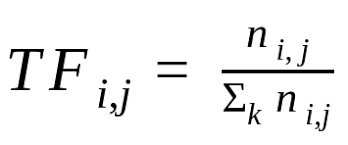 TF i,j = n i, j / Σk n i,j